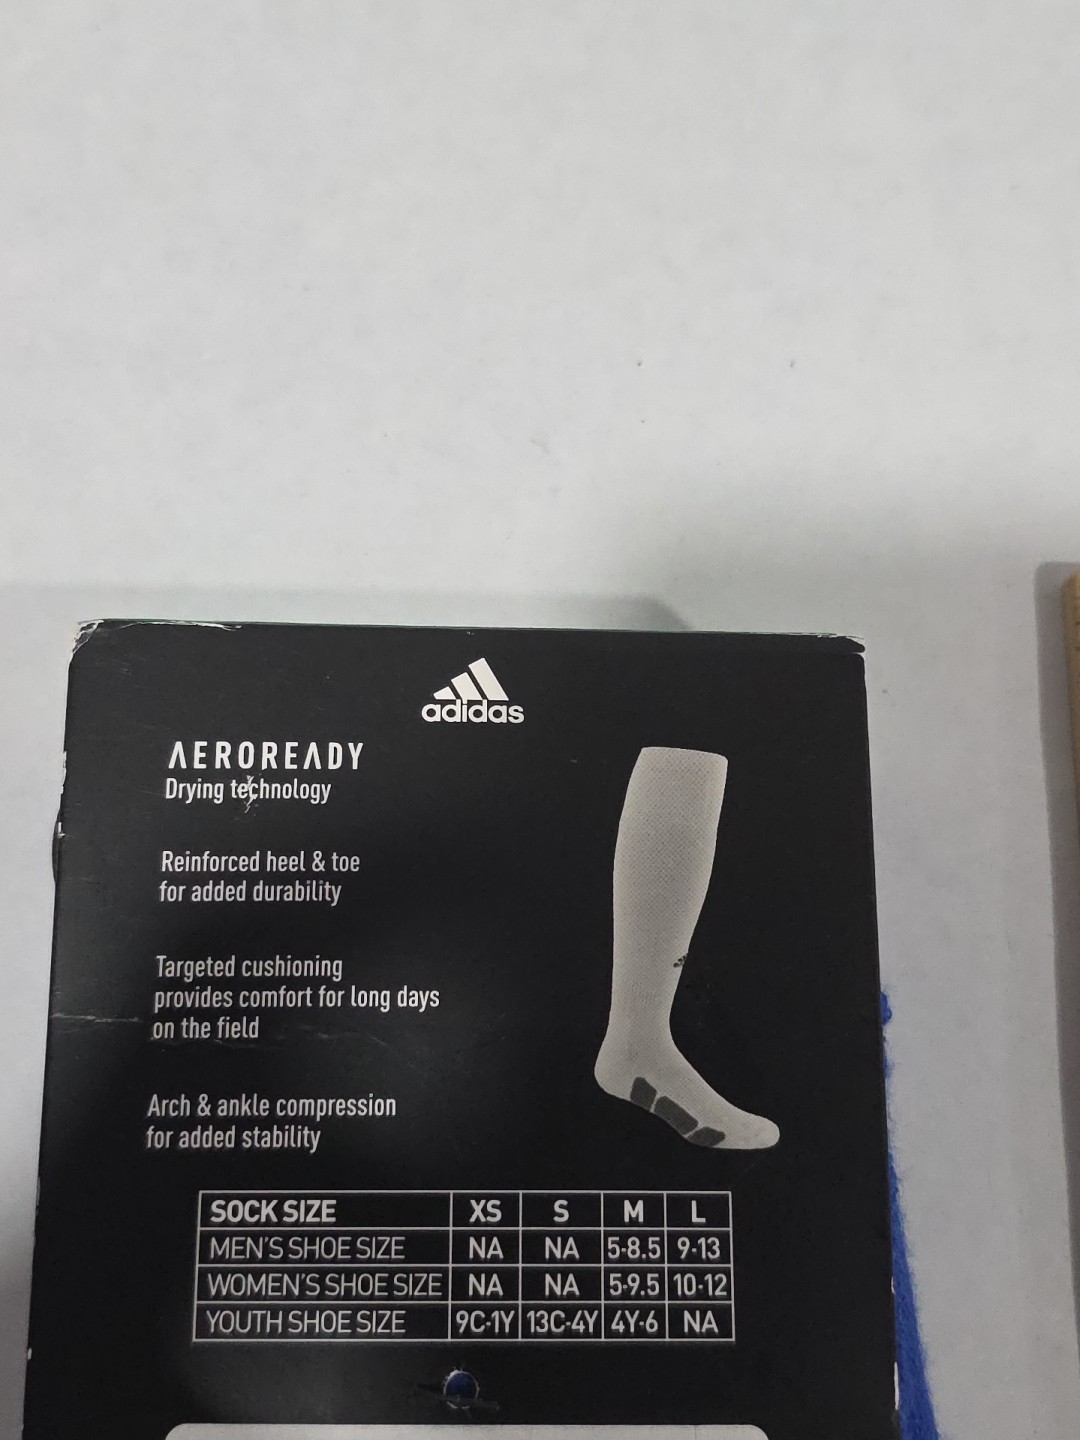 adidas
AEROREADY
Drying technology
Reinforced heel & toe
for added durability
Targeted cushioning
provides comfort for long days
on the field
Arch & ankle compression
for added stability
SOCK SIZE XS S M L
MEN'S SHOE SIZE NA NA 5-8.5 9-13
WOMEN'S SHOE SIZE NA NA 5-9.5 10-12
YOUTH SHOE SIZE 9C-1Y 13C-4Y 4Y-6 NA